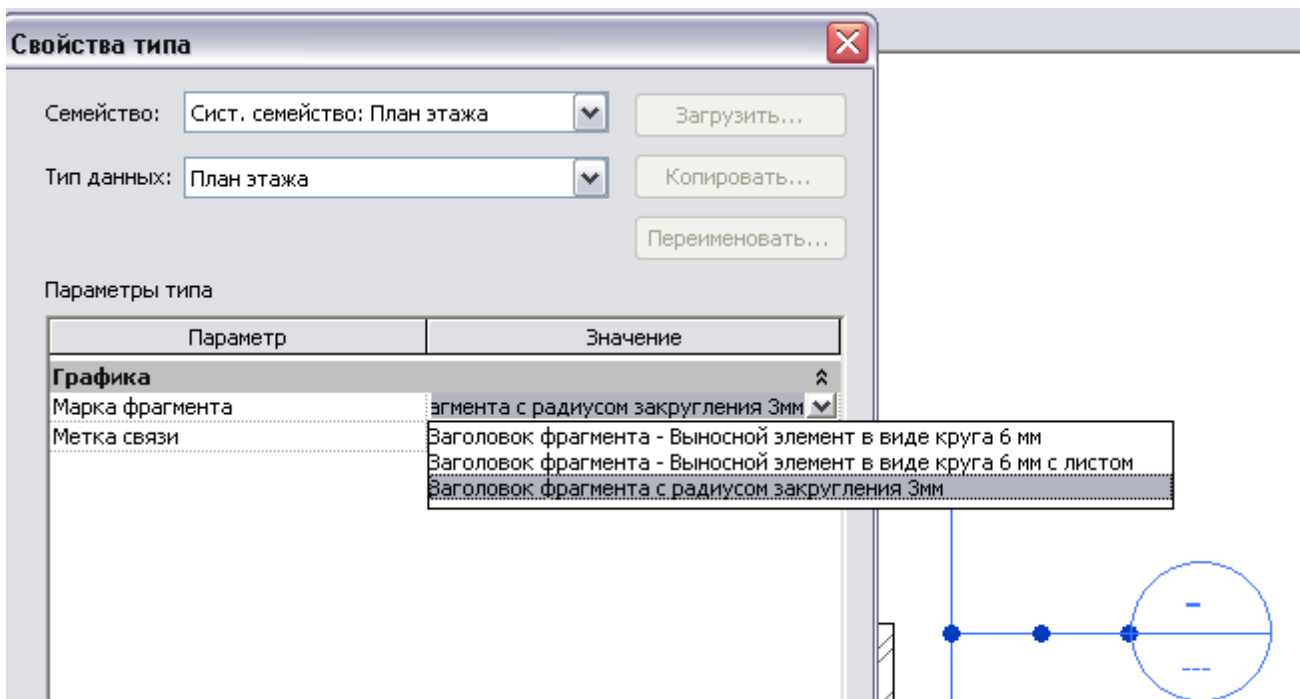 Свойства типа
Семейство: Сист. семейство: План этажа Загрузить...
Тип данных: План этажа Копировать...
Переименовать...
Параметры типа
Параметр Значение
Графика
Марка фрагмента агмента с радиусом закругления 3мм
Метка связи
Заголовок фрагмента - Выносной элемент в виде круга 6 мм
Заголовок фрагмента - Выносной элемент в виде круга 6 мм с листом
Заголовок фрагмента с радиусом закругления 3мм
-
---